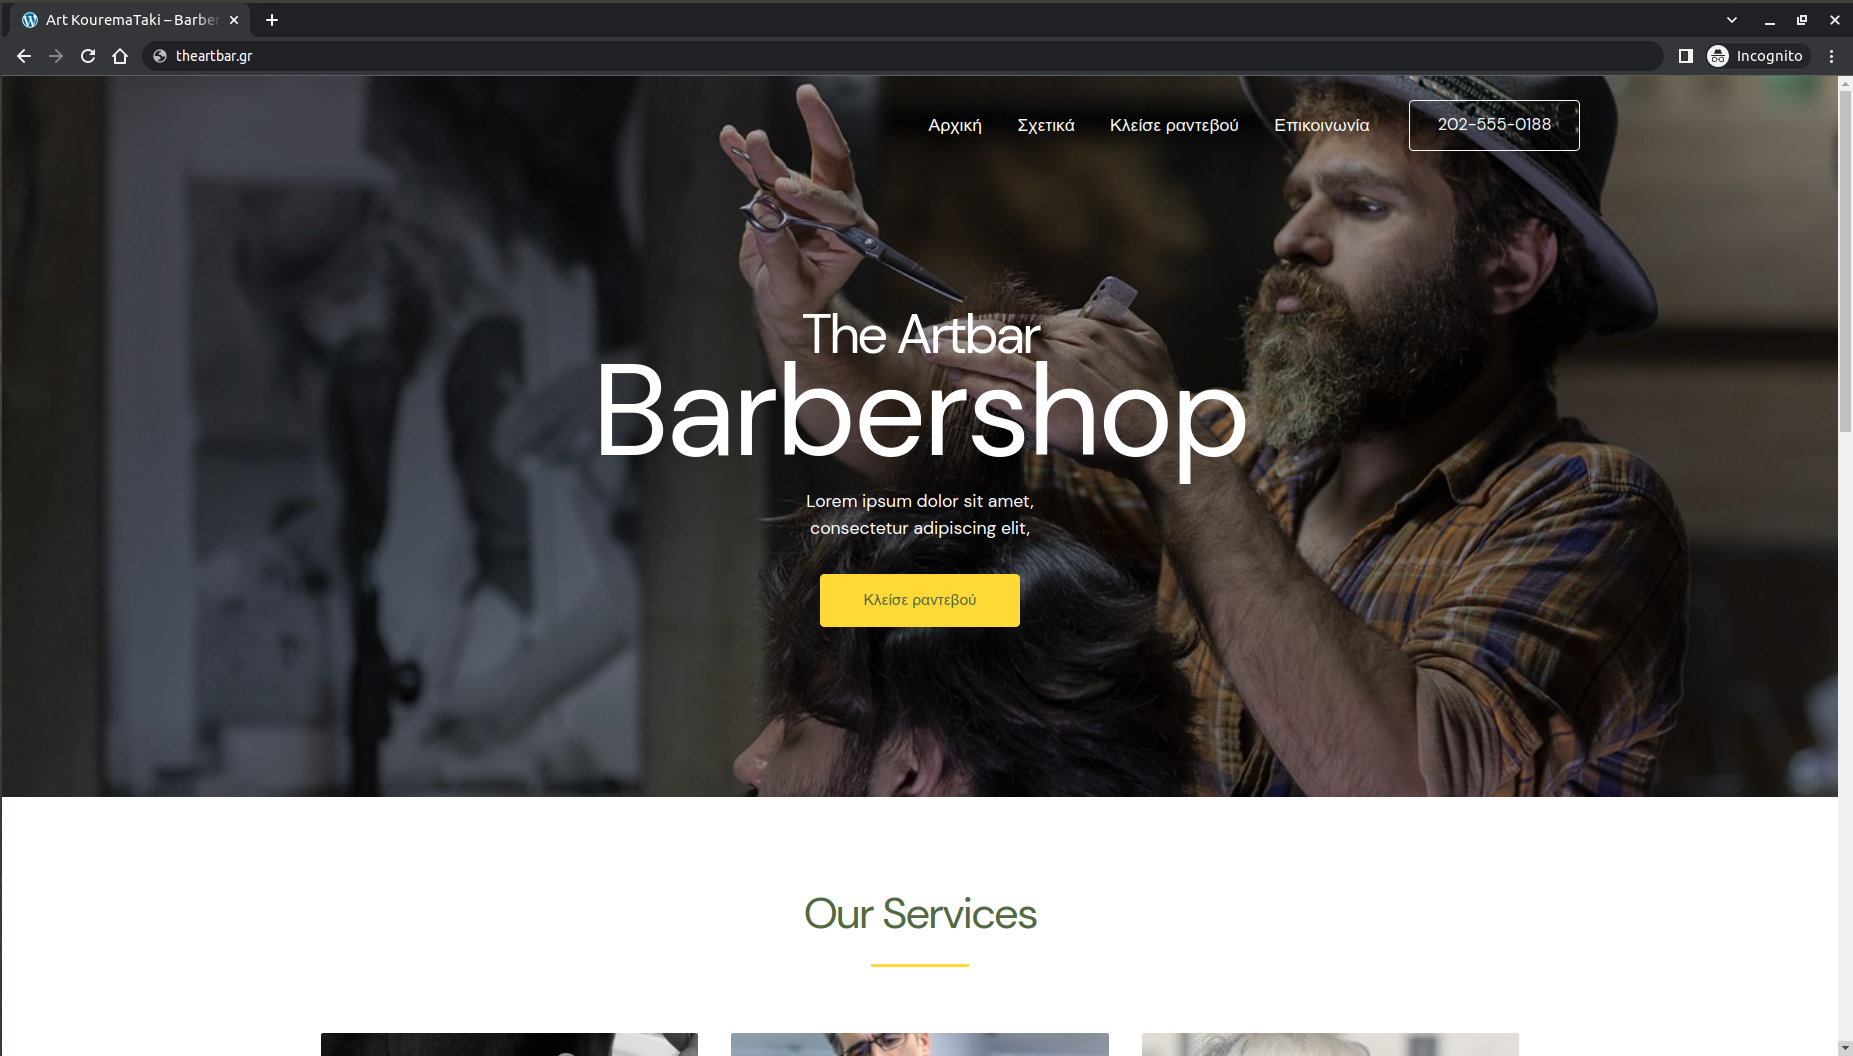 Art KouremaTaki – Barber
theartbar.gr
Incognito
Αρχική Σχετικά Κλείσε ραντεβού Επικοινωνία 202-555-0188
The Artbar
Barbershop
Lorem ipsum dolor sit amet,
consectetur adipiscing elit,
Κλείσε ραντεβού
Our Services